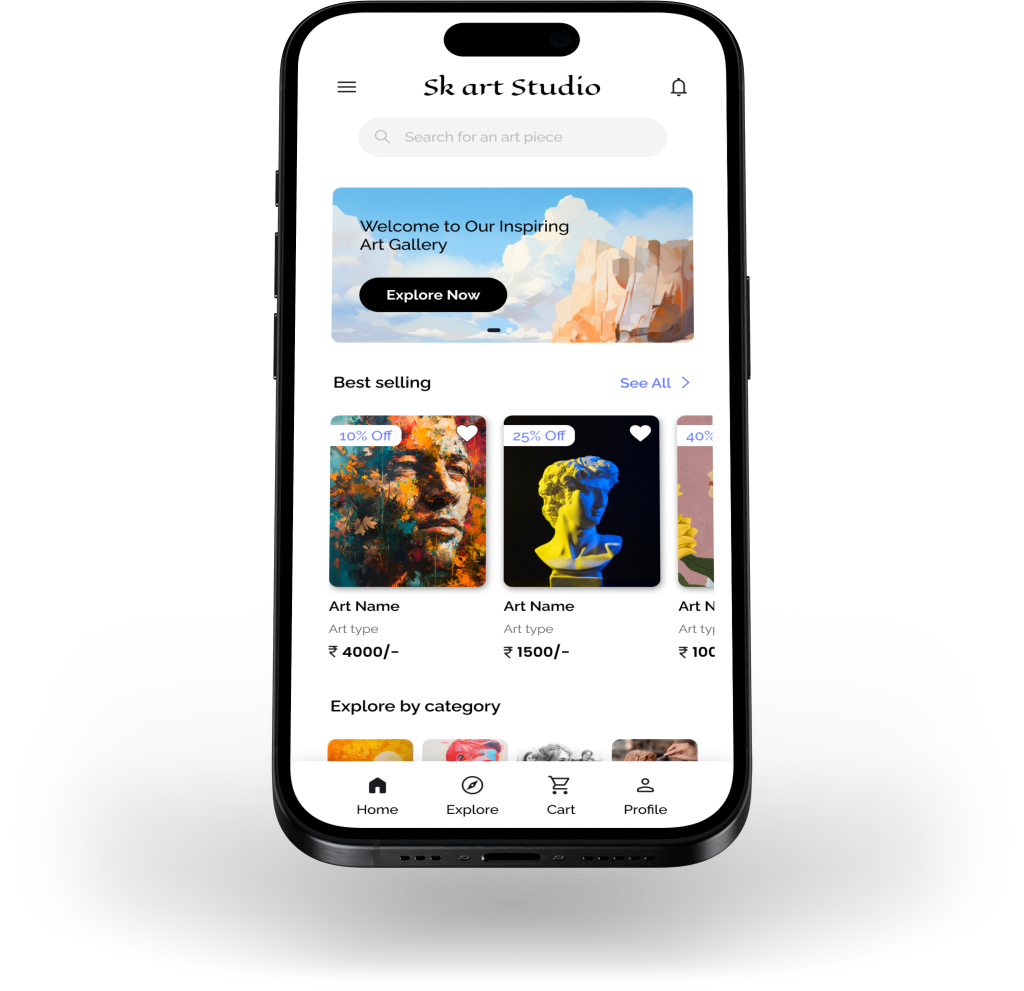 Sk art Studio
Search for an art piece
Welcome to Our Inspiring
Art Gallery
Explore Now
Best selling
See All
10% Off
25% Off
40%
Art Name
Art Name
Art N
Art type
Art type
Art typ
₹ 4000/-
₹ 1500/-
₹ 100
Explore by category
Home
Explore
Cart
Profile